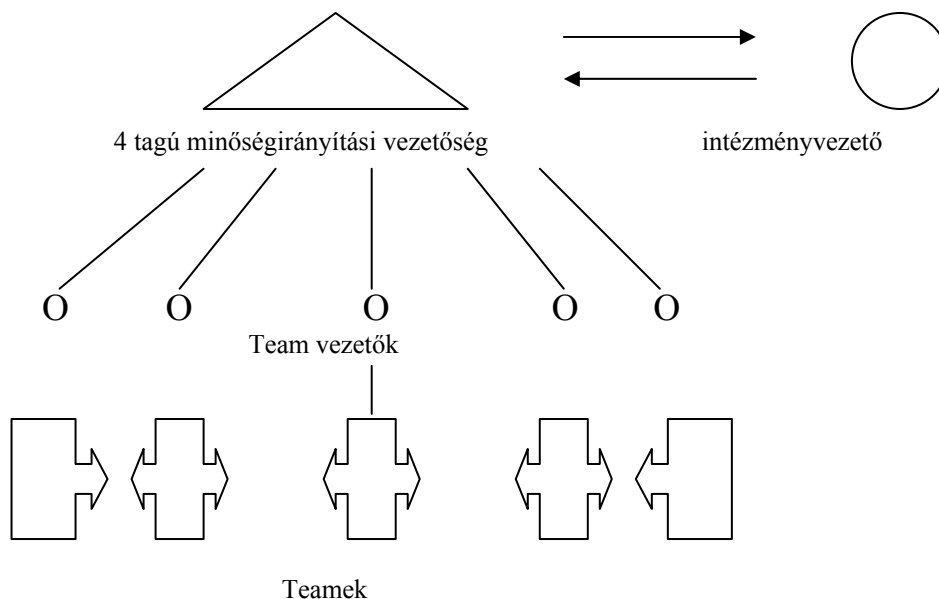 4 tagú minőségirányítási vezetőség intézményvezető
O O O O O
Team vezetők
Teamek